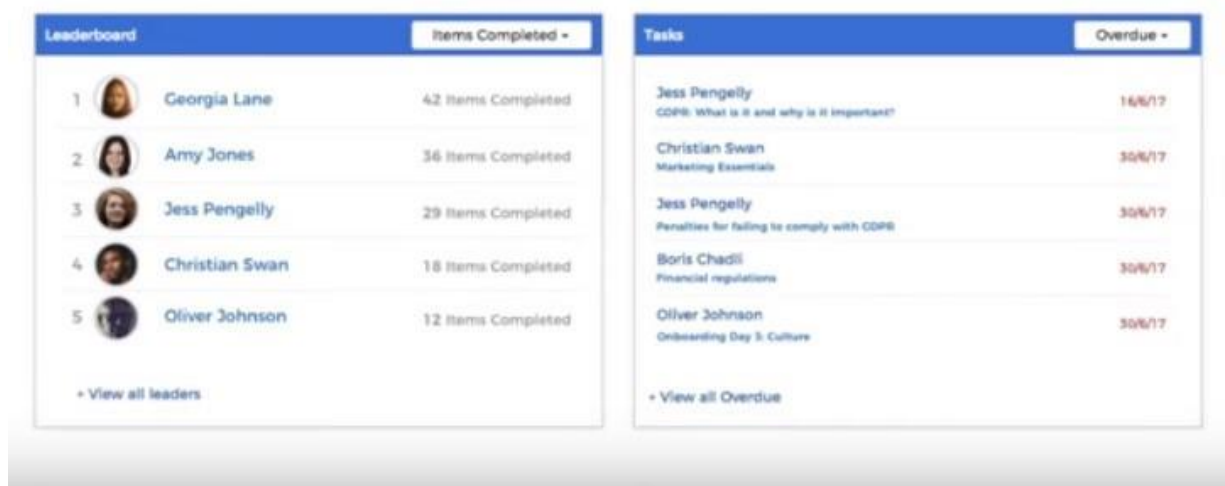 Leaderboard
Items Completed
1 Georgia Lane 42 Items Completed
2 Amy Jones 36 Items Completed
3 Jess Pengelly 29 Items Completed
4 Christian Swan 18 Items Completed
5 Oliver Johnson 12 Items Completed
+ View all leaders
Tasks
Overdue
Jess Pengelly
GDPR: What is it and why is it important?
16/6/17
Christian Swan
Marketing Essentials
30/6/17
Jess Pengelly
Penalties for failing to comply with GDPR
30/6/17
Boris Chadli
Financial regulations
30/6/17
Oliver Johnson
Onboarding Day 3: Culture
30/6/17
+ View all Overdue